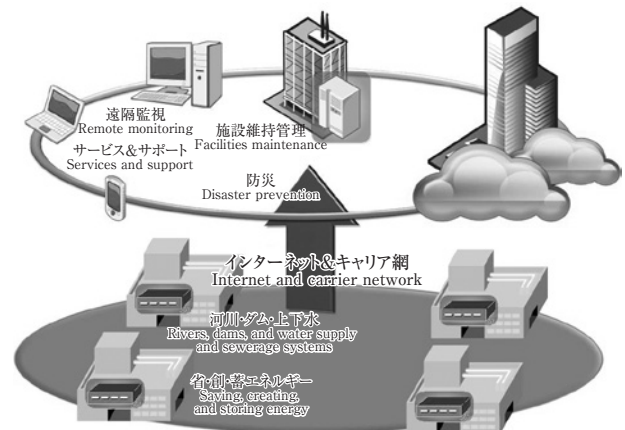 遠隔監視
Remote monitoring
サービス&サポート
Services and support
施設維持管理
Facilities maintenance
防災
Disaster prevention
インターネット&キャリア網
Internet and carrier network
河川・ダム・上下水
Rivers, dams, and water supply
and sewerage systems
省・創・蓄エネルギー
Saving, creating,
and storing energy